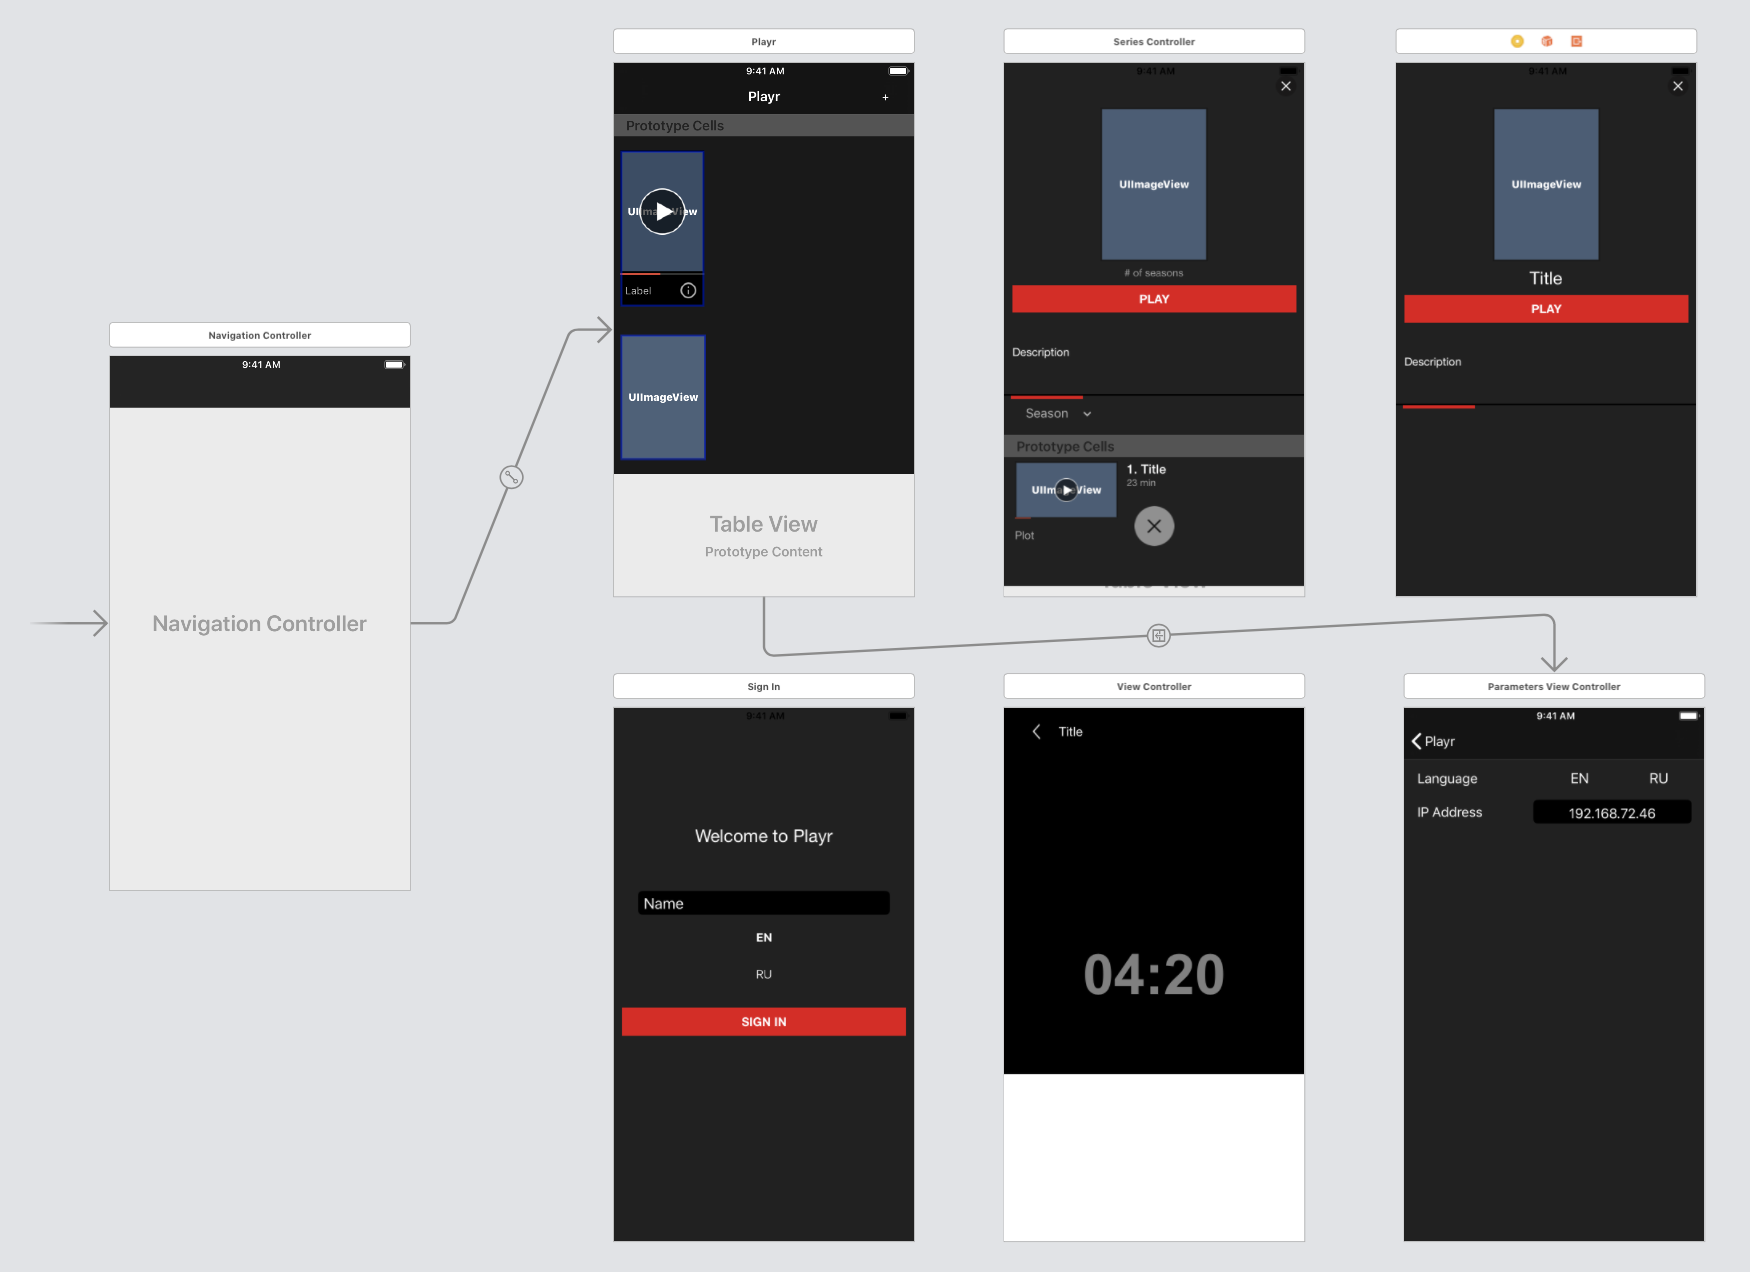 Playr
9:41 AM
Playr
+
Prototype Cells
UIImageView
Label
UIImageView
Table View
Prototype Content
Series Controller
9:41 AM
UIImageView
# of seasons
PLAY
Description
Season
Prototype Cells
UIImageView
1. Title
23 min
Plot
Table View
9:41 AM
UIImageView
Title
PLAY
Description
Navigation Controller
9:41 AM
Navigation Controller
Sign In
9:41 AM
Welcome to Playr
Name
EN
RU
SIGN IN
View Controller
Title
04:20
Parameters View Controller
9:41 AM
Playr
Language EN RU
IP Address 192.168.72.46